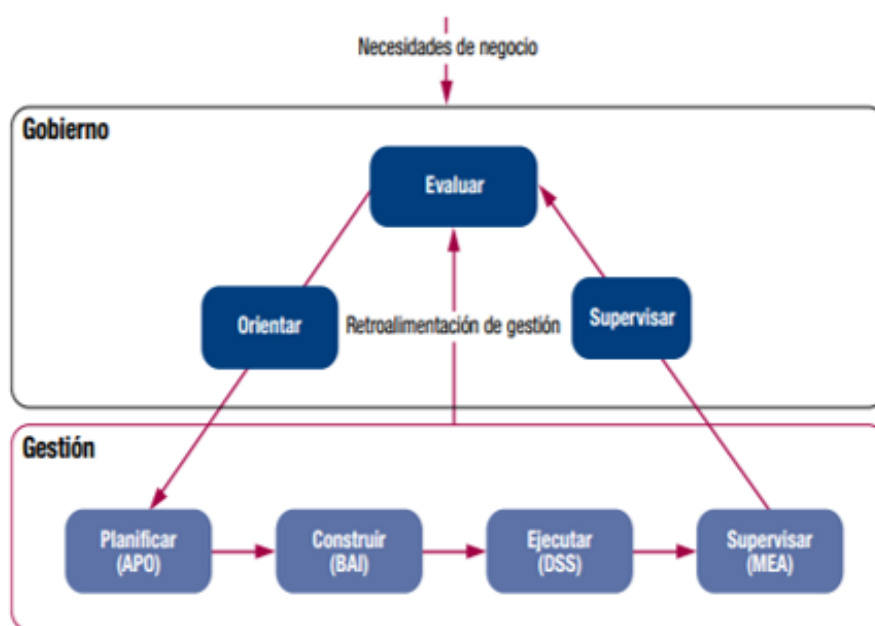 Necesidades de negocio
Gobierno
Evaluar
Orientar
Retroalimentación de gestión
Supervisar
Gestión
Planificar
(APO)
Construir
(BAI)
Ejecutar
(DSS)
Supervisar
(MEA)